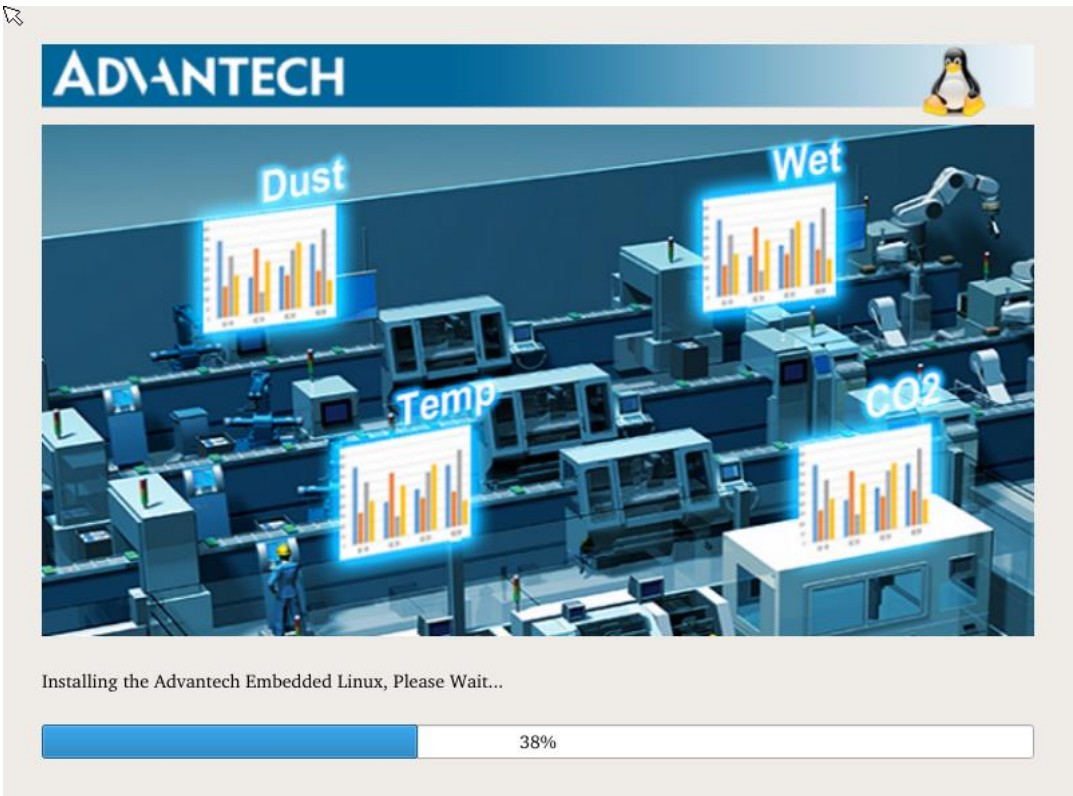 ADVANTECH
Dust
Wet
Temp
CO2
Installing the Advantech Embedded Linux, Please Wait...
38%